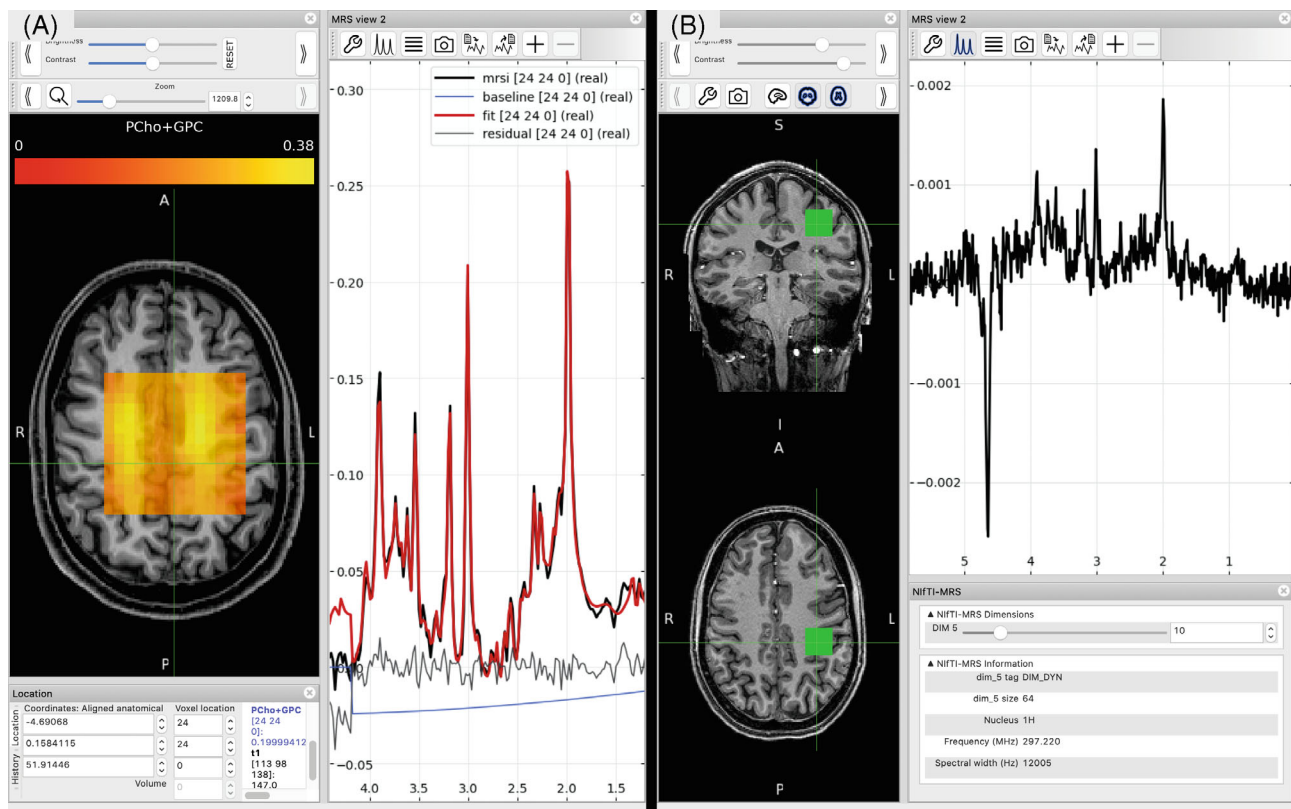 (A)
Brightness
Contrast
RESET
Zoom
1209.8
PCho+GPC
0 0.38
A
R L
P
Location
Coordinates: Aligned anatomical Voxel location
-4.69068 24
0.1584115 24
51.91446 0
Volume 0
History Location
PCho+GPC
[24 24
0]:
0.19999412
t1
[113 98
138]:
147.0
MRS view 2
mrsi [24 24 0] (real)
baseline [24 24 0] (real)
fit [24 24 0] (real)
residual [24 24 0] (real)
0.30
0.25
0.20
0.15
0.10
0.05
0.00
-0.05
4.0 3.5 3.0 2.5 2.0 1.5
(B)
Brightness
Contrast
S
R L
I
A
R L
P
MRS view 2
0.002
0.001
-0.001
-0.002
5 4 3 2 1
NIfTI-MRS
▲ NIfTI-MRS Dimensions
DIM 5 10
▲ NIfTI-MRS Information
dim_5 tag DIM_DYN
dim_5 size 64
Nucleus 1H
Frequency (MHz) 297.220
Spectral width (Hz) 12005